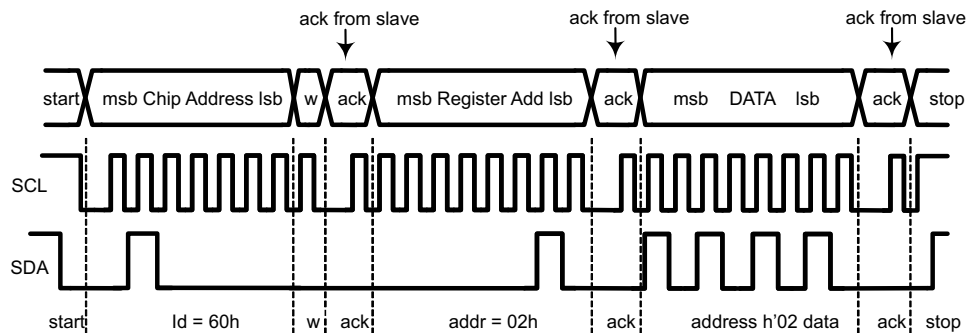 ack from slave ack from slave ack from slave
start msb Chip Address lsb w ack msb Register Add lsb ack msb DATA lsb ack stop
SCL
SDA
start Id = 60h w ack addr = 02h ack address h'02 data ack stop